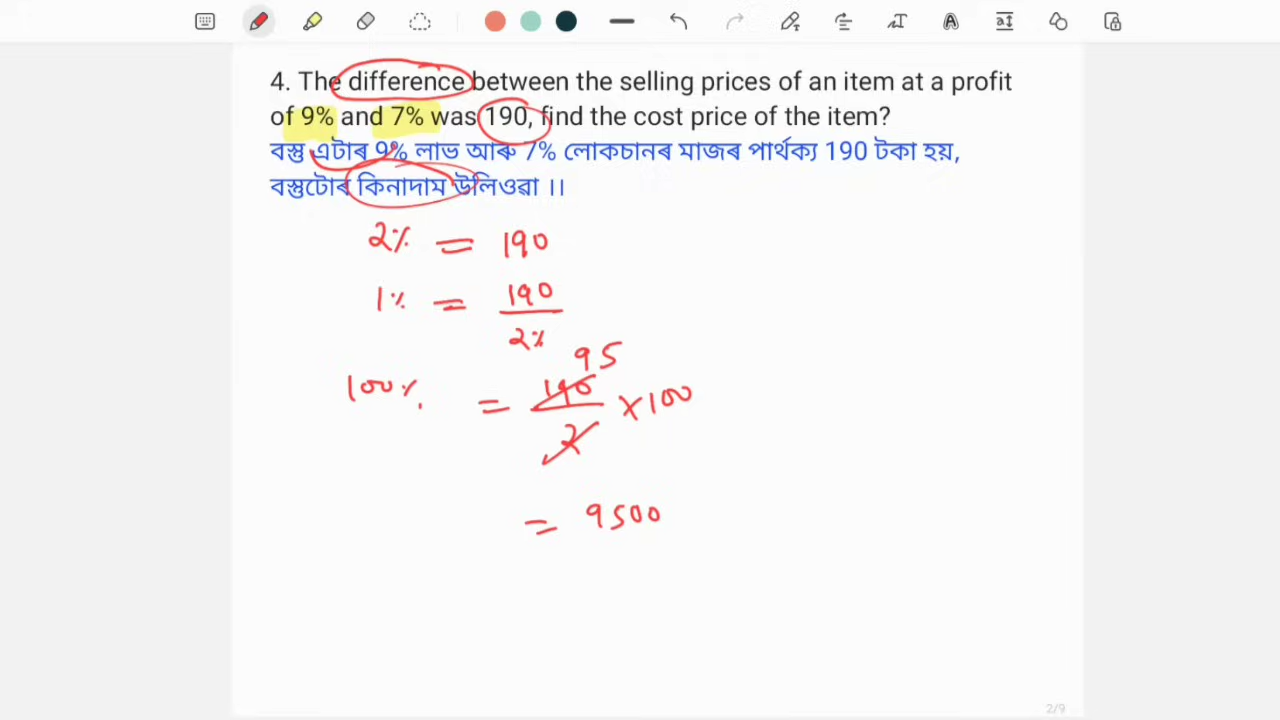 4. The difference between the selling prices of an item at a profit
of 9% and 7% was 190, find the cost price of the item?
বস্তু এটাৰ 9% লাভ আৰু 7% লোকচানৰ মাজৰ পাৰ্থক্য 190 টকা হয়,
বস্তুটোৰ কিনাদাম উলিওৱা ।।
2% = 190
1% = 190
2%
95
100% = 190 × 100
2
= 9500
2/9